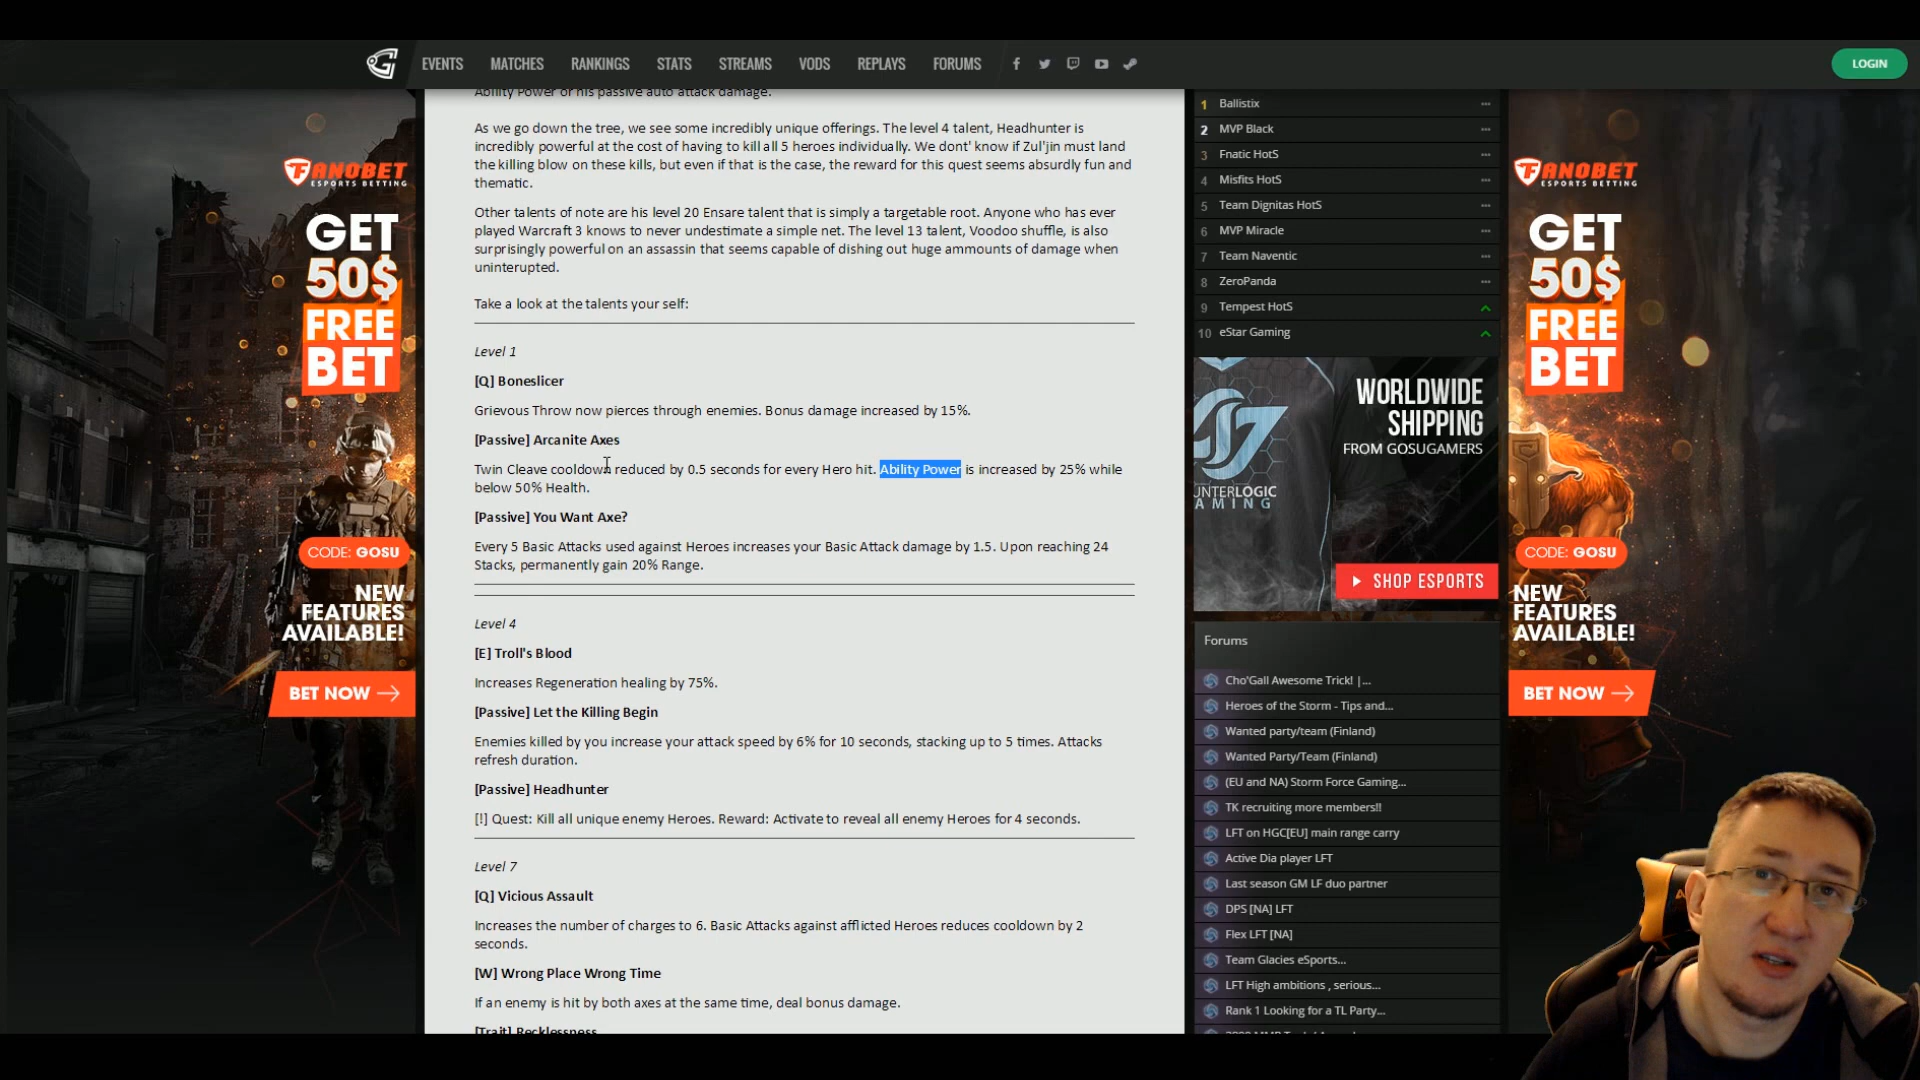 EVENTS MATCHES RANKINGS STATS STREAMS VODS REPLAYS FORUMS
LOGIN
Ability Power or his passive auto attack damage.
As we go down the tree, we see some incredibly unique offerings. The level 4 talent, Headhunter is
incredibly powerful at the cost of having to kill all 5 heroes individually. We dont' know if Zul'jin must land
the killing blow on these kills, but even if that is the case, the reward for this quest seems absurdly fun and
thematic.
Other talents of note are his level 20 Ensare talent that is simply a targetable root. Anyone who has ever
played Warcraft 3 knows to never undestimate a simple net. The level 13 talent, Voodoo shuffle, is also
surprisingly powerful on an assassin that seems capable of dishing out huge ammounts of damage when
uninterupted.
Take a look at the talents your self:
Level 1
[Q] Boneslicer
Grievous Throw now pierces through enemies. Bonus damage increased by 15%.
[Passive] Arcanite Axes
Twin Cleave cooldown reduced by 0.5 seconds for every Hero hit. Ability Power is increased by 25% while
below 50% Health.
[Passive] You Want Axe?
Every 5 Basic Attacks used against Heroes increases your Basic Attack damage by 1.5. Upon reaching 24
Stacks, permanently gain 20% Range.
Level 4
[E] Troll's Blood
Increases Regeneration healing by 75%.
[Passive] Let the Killing Begin
Enemies killed by you increase your attack speed by 6% for 10 seconds, stacking up to 5 times. Attacks
refresh duration.
[Passive] Headhunter
[!] Quest: Kill all unique enemy Heroes. Reward: Activate to reveal all enemy Heroes for 4 seconds.
Level 7
[Q] Vicious Assault
Increases the number of charges to 6. Basic Attacks against afflicted Heroes reduces cooldown by 2
seconds.
[W] Wrong Place Wrong Time
If an enemy is hit by both axes at the same time, deal bonus damage.
[Trait] Recklessness
FANOBET
ESPORTS BETTING
GET
50$
FREE
BET
CODE: GOSU
NEW
FEATURES
AVAILABLE!
BET NOW
1 Ballistix
2 MVP Black
3 Fnatic HotS
4 Misfits HotS
5 Team Dignitas HotS
6 MVP Miracle
7 Team Naventic
8 ZeroPanda
9 Tempest HotS
10 eStar Gaming
WORLDWIDE
SHIPPING
FROM GOSUGAMERS
UNTERLOGIC
AMING
SHOP ESPORTS
Forums
Cho'Gall Awesome Trick! |...
Heroes of the Storm - Tips and...
Wanted party/team (Finland)
Wanted Party/Team (Finland)
(EU and NA) Storm Force Gaming...
TK recruiting more members!!
LFT on HGC[EU] main range carry
Active Dia player LFT
Last season GM LF duo partner
DPS [NA] LFT
Flex LFT [NA]
Team Glacies eSports...
LFT High ambitions , serious...
Rank 1 Looking for a TL Party...
FANOBET
ESPORTS BETTING
GET
50$
FREE
BET
CODE: GOSU
NEW
FEATURES
AVAILABLE!
BET NOW